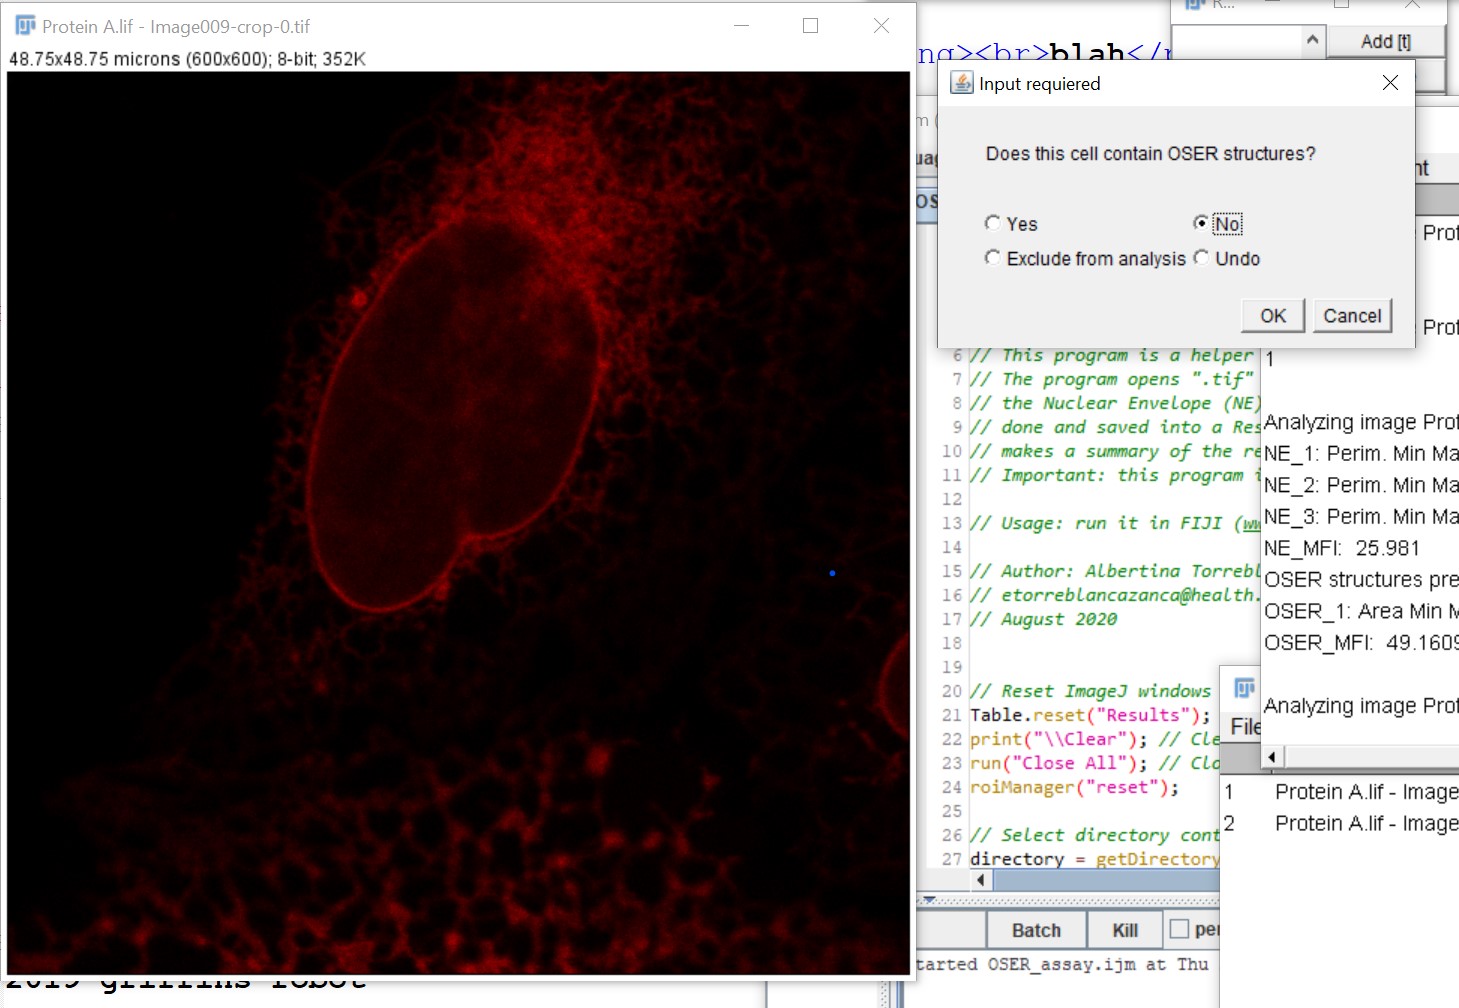 Protein A.lif - Image009-crop-0.tif
48.75x48.75 microns (600x600); 8-bit; 352K
<br>blah</
R...
Add [t]
Input requiered
Does this cell contain OSER structures?
Yes
No
Exclude from analysis
Undo
OK
Cancel
6 // This program is a helper
7 // The program opens ".tif"
8 // the Nuclear Envelope (NE)
9 // done and saved into a Res
10 // makes a summary of the re
11 // Important: this program i
12
13 // Usage: run it in FIJI (ww
14
15 // Author: Albertina Torrebl
16 // etorreblancazanca@health.
17 // August 2020
18
19
20 // Reset ImageJ windows
21 Table.reset("Results");
22 print("\\Clear"); // Cle
23 run("Close All"); // Clo
24 roiManager("reset");
25
26 // Select directory cont
27 directory = getDirectory
Prot
Prot
1
Analyzing image Prot
NE_1: Perim. Min Ma
NE_2: Perim. Min Ma
NE_3: Perim. Min Ma
NE_MFI: 25.981
OSER structures pre
OSER_1: Area Min M
OSER_MFI: 49.1609
Analyzing image Prot
File
1 Protein A.lif - Image
2 Protein A.lif - Image
Batch
Kill
per
tarted OSER_assay.ijm at Thu